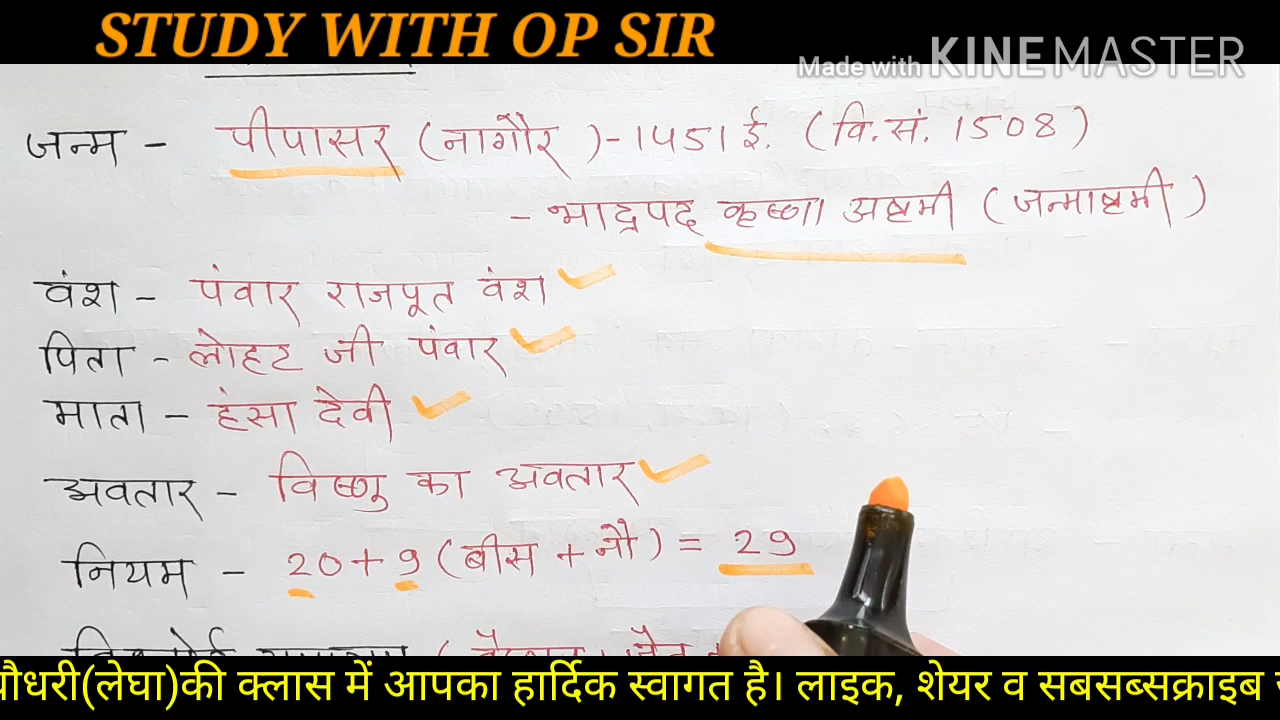 STUDY WITH OP SIR
Made with KINEMASTER
जन्म - पीपासर (नागौर) - 1451 ई. (वि.सं. 1508)
- भाद्रपद कृष्णा अष्टमी (जन्माष्टमी)
वंश - पंवार राजपूत वंश
पिता - लोहट जी पंवार
माता - हंसा देवी
अवतार - विष्णु का अवतार
नियम - 20+9 (बीस + नौ) = 29
चौधरी(लेघा)की क्लास में आपका हार्दिक स्वागत है। लाइक, शेयर व सबसब्सक्राइब